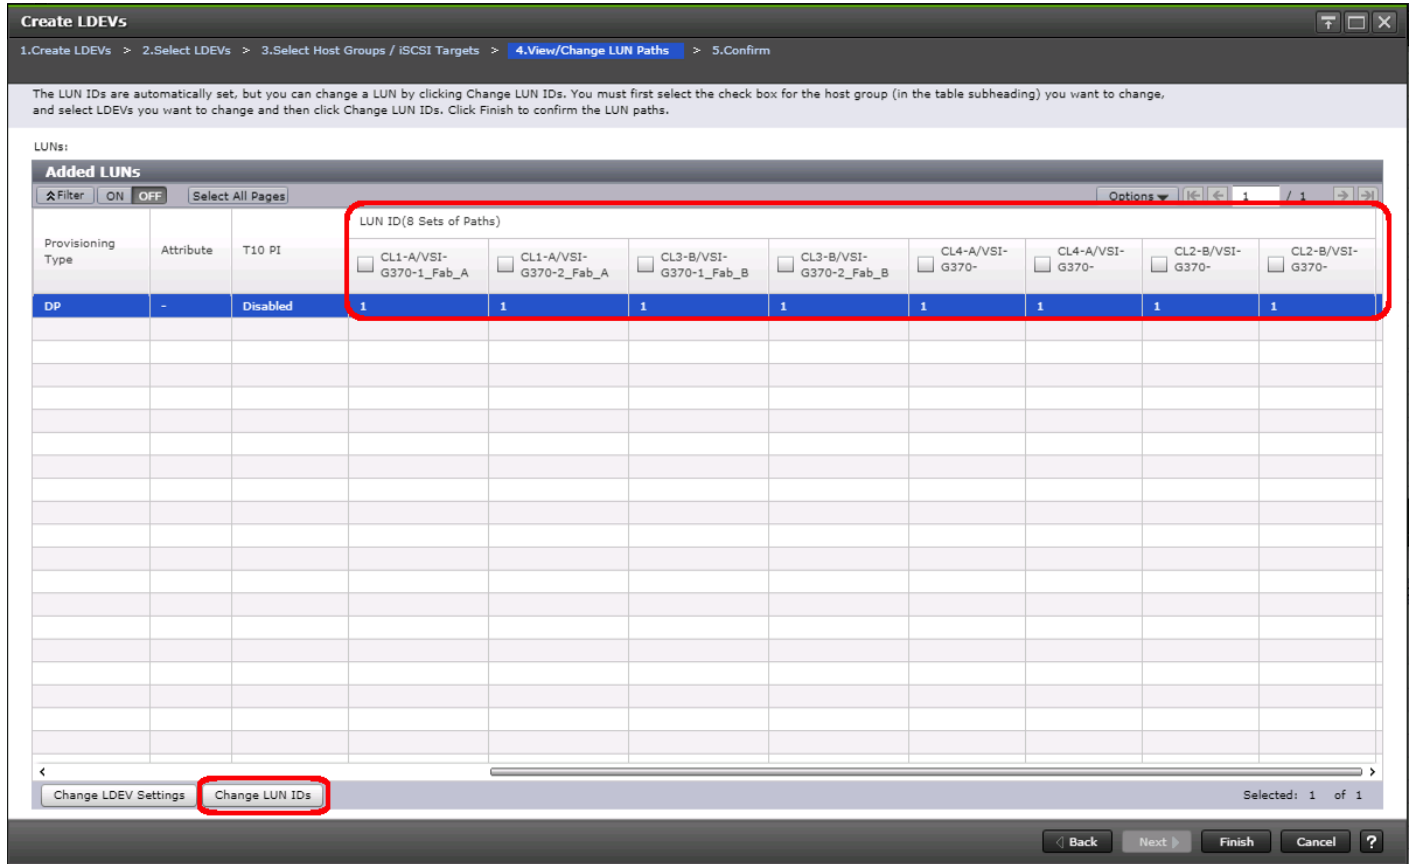 Create LDEVs
1.Create LDEVs > 2.Select LDEVs > 3.Select Host Groups / iSCSI Targets > 4.View/Change LUN Paths > 5.Confirm
The LUN IDs are automatically set, but you can change a LUN by clicking Change LUN IDs. You must first select the check box for the host group (in the table subheading) you want to change,
and select LDEVs you want to change and then click Change LUN IDs. Click Finish to confirm the LUN paths.
LUNs:
Added LUNs
Filter ON OFF Select All Pages Options 1 / 1
LUN ID(8 Sets of Paths)
Provisioning Type Attribute T10 PI CL1-A/VSI-G370-1_Fab_A CL1-A/VSI-G370-2_Fab_A CL3-B/VSI-G370-1_Fab_B CL3-B/VSI-G370-2_Fab_B CL4-A/VSI-G370- CL4-A/VSI-G370- CL2-B/VSI-G370- CL2-B/VSI-G370-
DP - Disabled 1 1 1 1 1 1 1 1
Change LDEV Settings Change LUN IDs Selected: 1 of 1
Back Next Finish Cancel ?